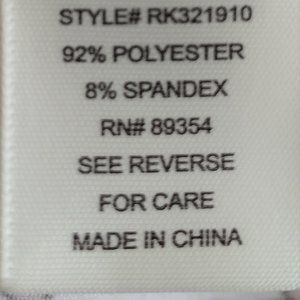 STYLE# RK321910
92% POLYESTER
8% SPANDEX
RN# 89354
SEE REVERSE
FOR CARE
MADE IN CHINA